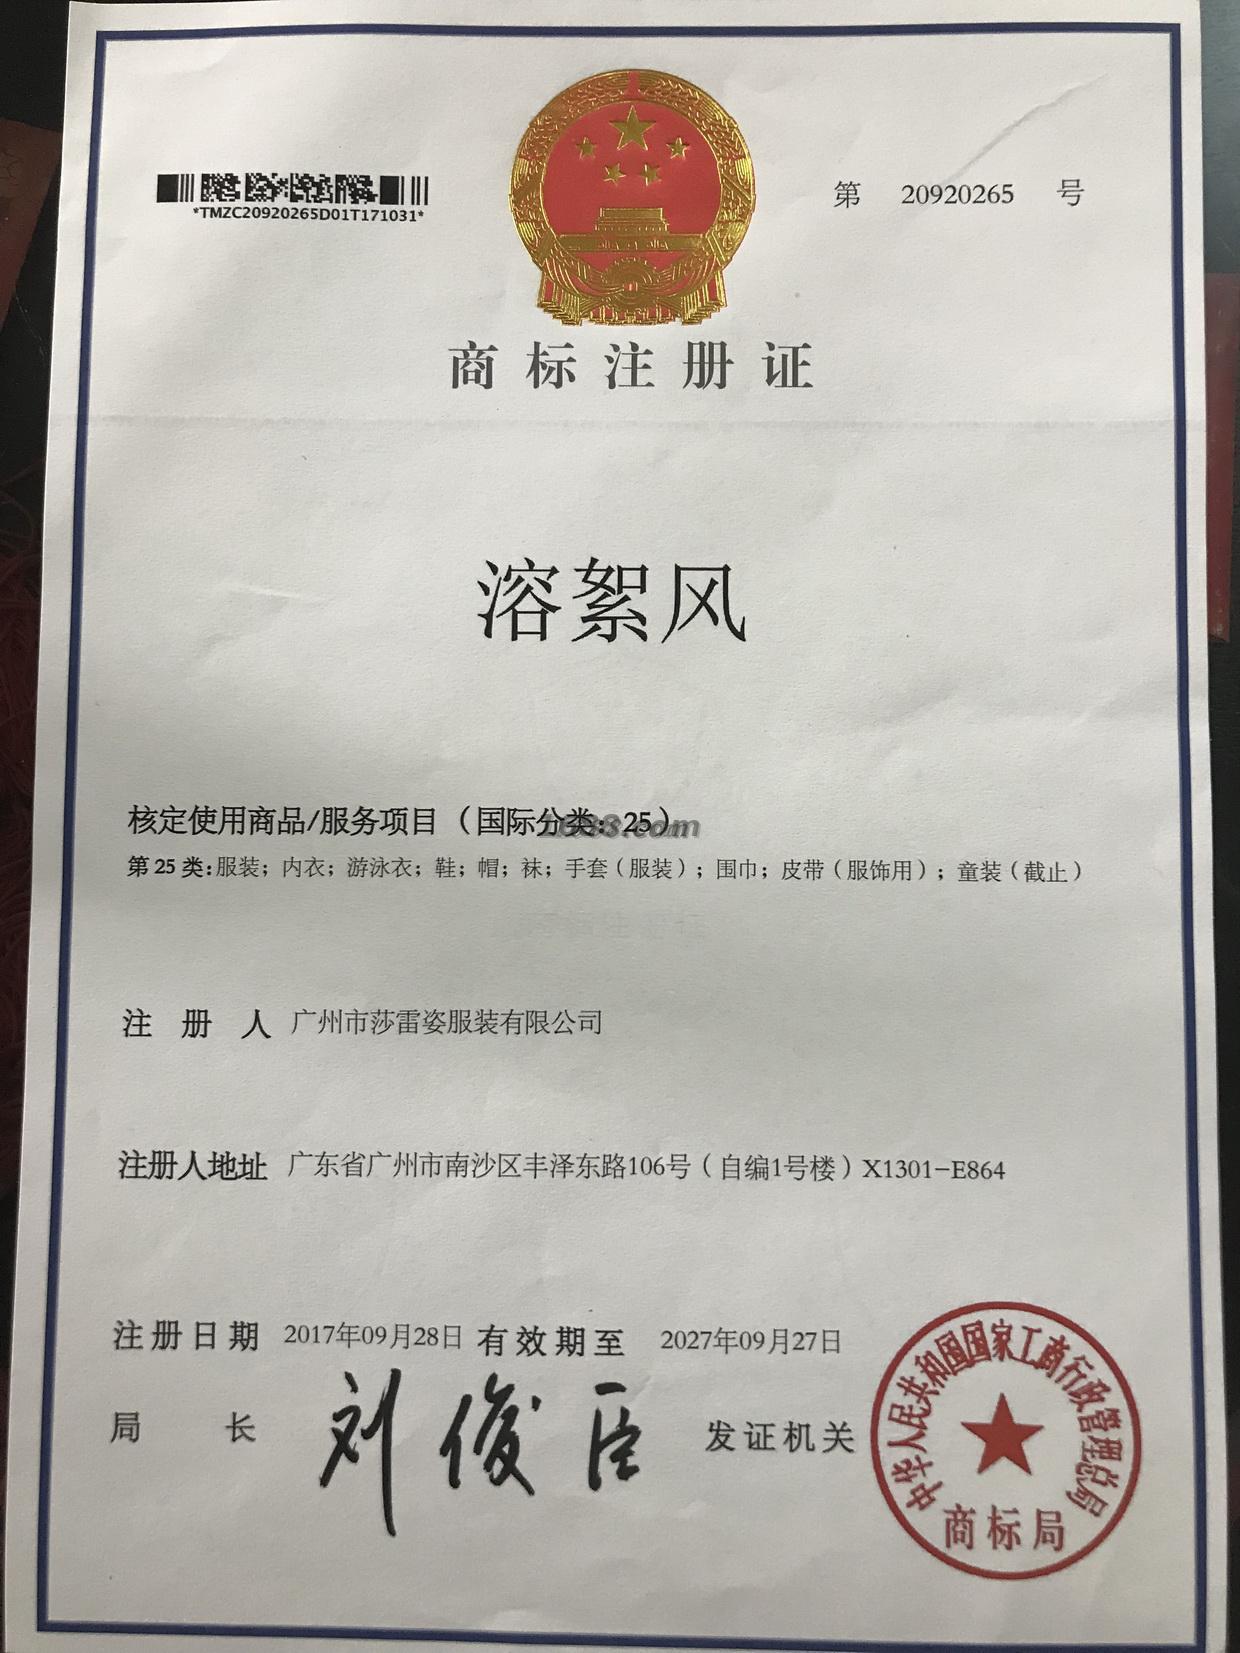 *TMZC20920265D01T171031*
第 20920265 号
商标注册证
溶絮风
核定使用商品/服务项目（国际分类：25）
1688.com
第25类：服装；内衣；游泳衣；鞋；帽；袜；手套（服装）；围巾；皮带（服饰用）；童装（截止）
注册人 广州市莎雷姿服装有限公司
注册人地址 广东省广州市南沙区丰泽东路106号（自编1号楼）X1301-E864
注册日期 2017年09月28日 有效期至 2027年09月27日
局长 刘俊臣 发证机关
中华人民共和国国家工商行政管理总局
商标局